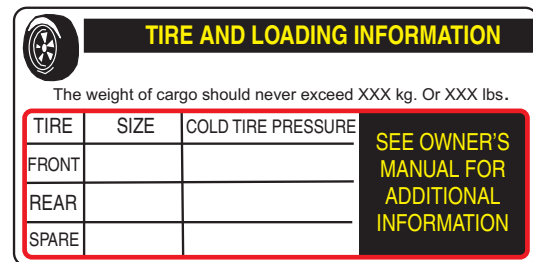 TIRE AND LOADING INFORMATION
The weight of cargo should never exceed XXX kg. Or XXX lbs.
TIRE SIZE COLD TIRE PRESSURE
FRONT
REAR
SPARE
SEE OWNER'S
MANUAL FOR
ADDITIONAL
INFORMATION